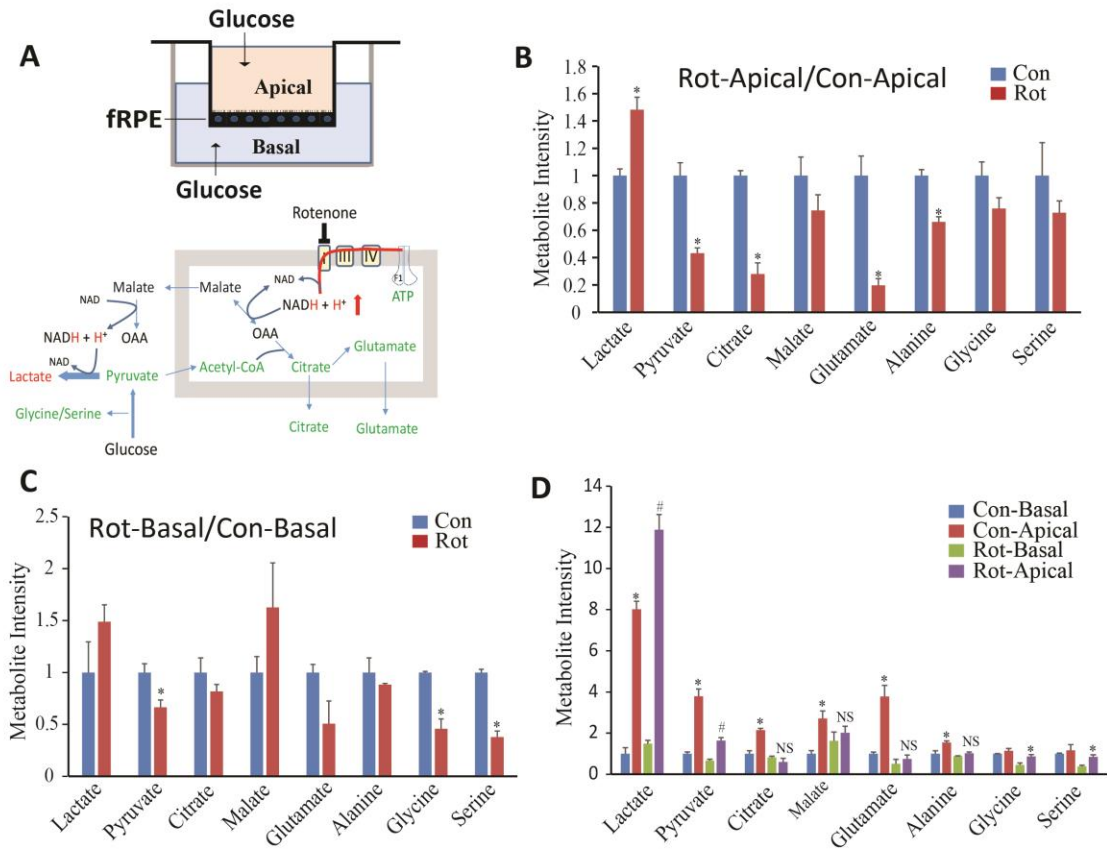 A
Glucose
Apical
fRPE
Basal
Glucose
Rotenone
I III IV
F1
ATP
NAD
NADH + H+
Malate Malate
NAD
NADH + H+ OAA
OAA
NAD
Glutamate
Acetyl-CoA Citrate
Lactate Pyruvate
Glycine/Serine
Citrate Glutamate
Glucose
B
Rot-Apical/Con-Apical
Con
Rot
Metabolite Intensity
1.8
1.6
1.4
1.2
1
0.8
0.6
0.4
0.2
0
* * * * *
Lactate Pyruvate Citrate Malate Glutamate Alanine Glycine Serine
C
Rot-Basal/Con-Basal
Con
Rot
Metabolite Intensity
2.5
2
1.5
1
0.5
0
* * *
Lactate Pyruvate Citrate Malate Glutamate Alanine Glycine Serine
D
Con-Basal
Con-Apical
Rot-Basal
Rot-Apical
Metabolite Intensity
14
12
10
8
6
4
2
0
* # * # * NS * NS * NS * NS * *
Lactate Pyruvate Citrate Malate Glutamate Alanine Glycine Serine